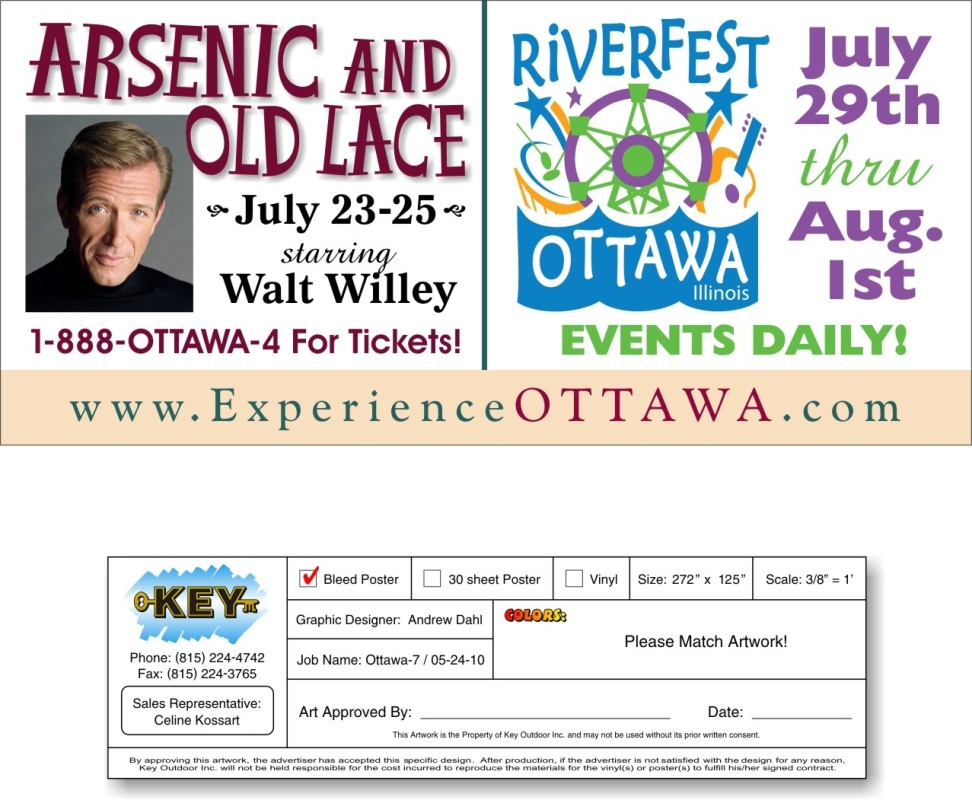 ARSENIC AND
OLD LACE
July 23-25
starring
Walt Willey
1-888-OTTAWA-4 For Tickets!
RiVERFEST
OTTAWA
Illinois
July
29th
thru
Aug.
1st
EVENTS DAILY!
www.ExperienceOTTAWA.com
KEY
Phone: (815) 224-4742
Fax: (815) 224-3765
Sales Representative:
Celine Kossart
Bleed Poster
30 sheet Poster
Vinyl
Size: 272" x 125"
Scale: 3/8" = 1'
Graphic Designer: Andrew Dahl
Job Name: Ottawa-7 / 05-24-10
COLORS:
Please Match Artwork!
Art Approved By: Date:
This Artwork is the Property of Key Outdoor Inc. and may not be used without its prior written consent.
By approving this artwork, the advertiser has accepted this specific design. After production, if the advertiser is not satisfied with the design for any reason,
Key Outdoor Inc. will not be held responsible for the cost incurred to reproduce the materials for the vinyl(s) or poster(s) to fulfill his/her signed contract.